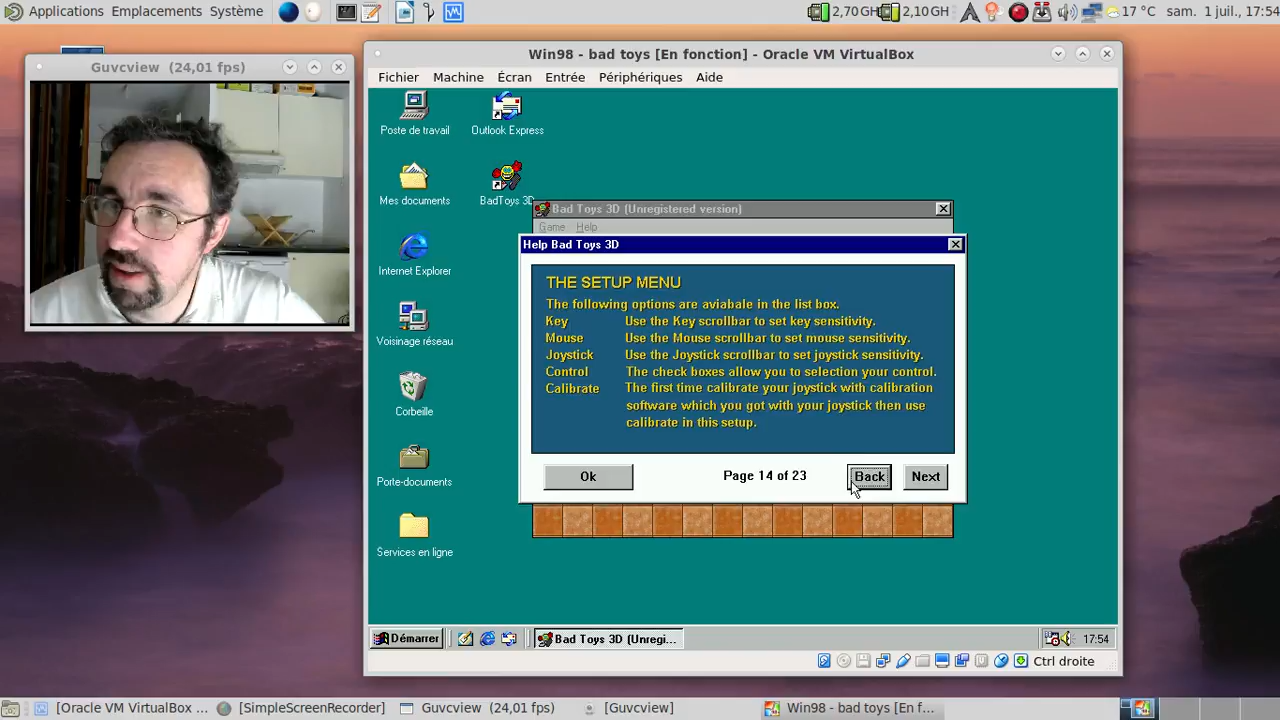 Applications Emplacements Système
2,70 GH 2,10 GH 17 °C sam. 1 juil., 17:54
Guvcview (24,01 fps)
Win98 - bad toys [En fonction] - Oracle VM VirtualBox
Fichier Machine Écran Entrée Périphériques Aide
Poste de travail
Outlook Express
Mes documents
BadToys 3D
Internet Explorer
Voisinage réseau
Corbeille
Porte-documents
Services en ligne
Bad Toys 3D (Unregistered version)
Game Help
Help Bad Toys 3D
THE SETUP MENU
The following options are aviabale in the list box.
Key Use the Key scrollbar to set key sensitivity.
Mouse Use the Mouse scrollbar to set mouse sensitivity.
Joystick Use the Joystick scrollbar to set joystick sensitivity.
Control The check boxes allow you to selection your control.
Calibrate The first time calibrate your joystick with calibration
software which you got with your joystick then use
calibrate in this setup.
Ok Page 14 of 23 Back Next
Démarrer Bad Toys 3D (Unregi... 17:54
Ctrl droite
[Oracle VM VirtualBox ... [SimpleScreenRecorder] Guvcview (24,01 fps) [Guvcview] Win98 - bad toys [En f...